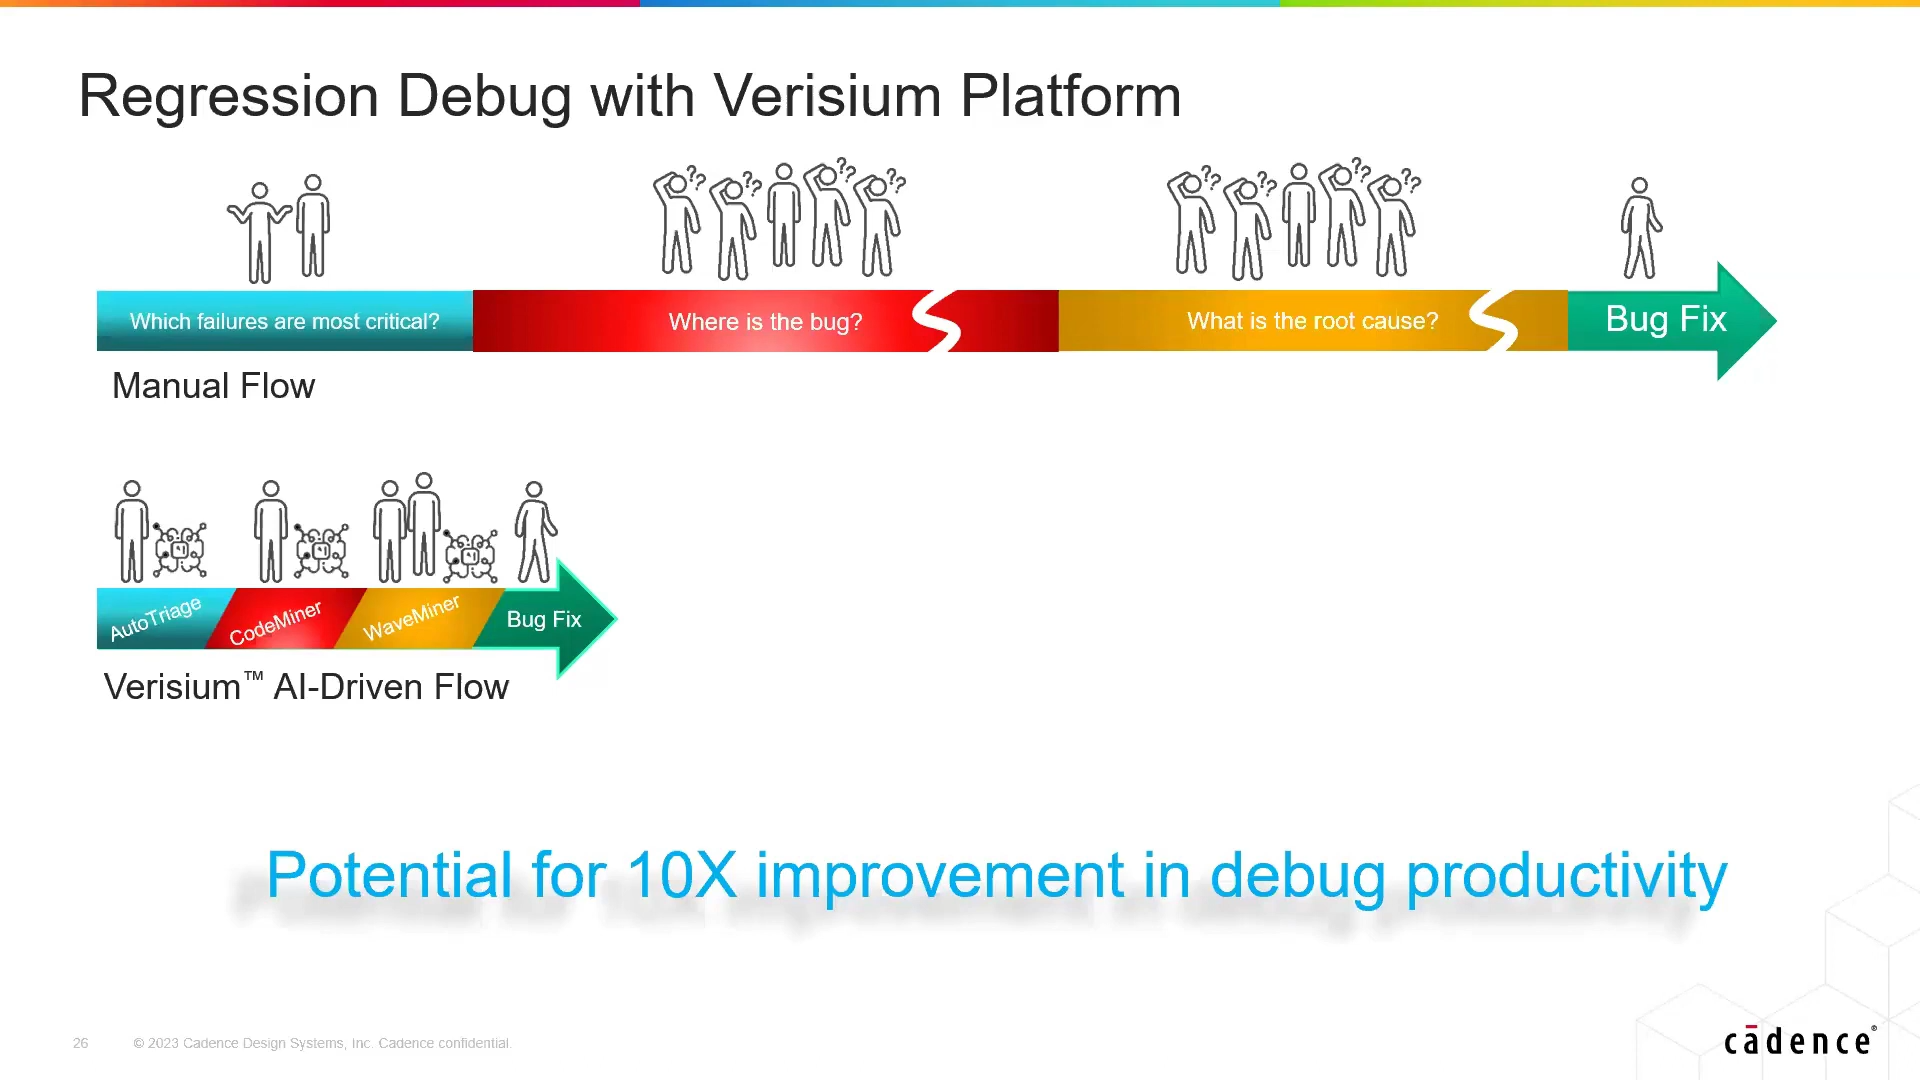 Regression Debug with Verisium Platform
Which failures are most critical?
Where is the bug?
What is the root cause?
Bug Fix
Manual Flow
AutoTriage
CodeMiner
WaveMiner
Bug Fix
Verisium™ AI-Driven Flow
Potential for 10X improvement in debug productivity
26
© 2023 Cadence Design Systems, Inc. Cadence confidential.
cādence®